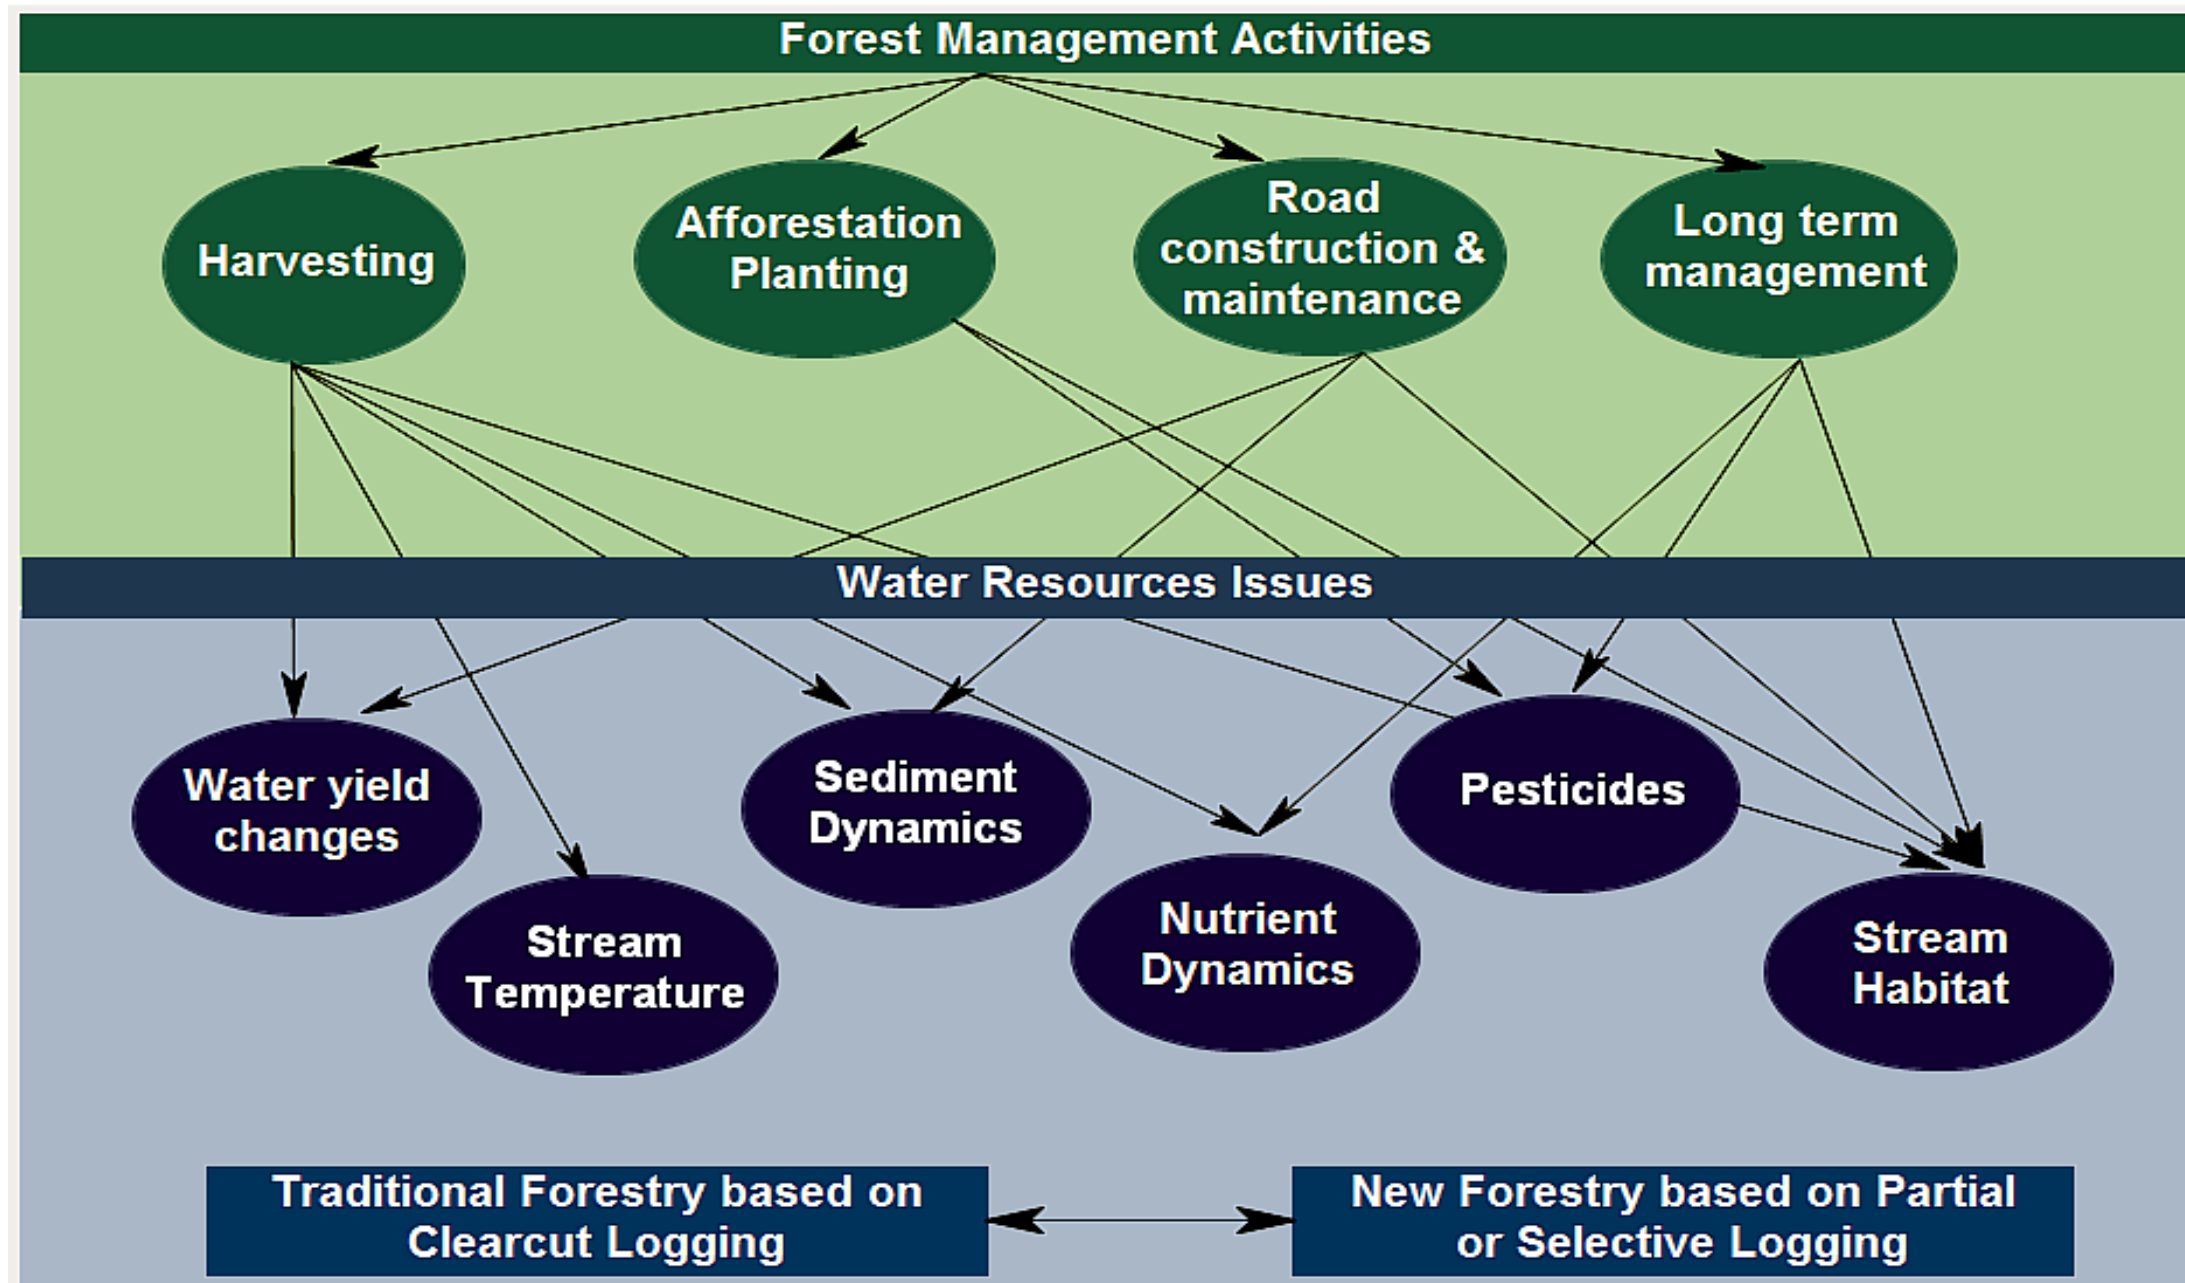 Forest Management Activities
Harvesting
Afforestation
Planting
Road
construction &
maintenance
Long term
management
Water Resources Issues
Water yield
changes
Stream
Temperature
Sediment
Dynamics
Nutrient
Dynamics
Pesticides
Stream
Habitat
Traditional Forestry based on
Clearcut Logging
New Forestry based on Partial
or Selective Logging